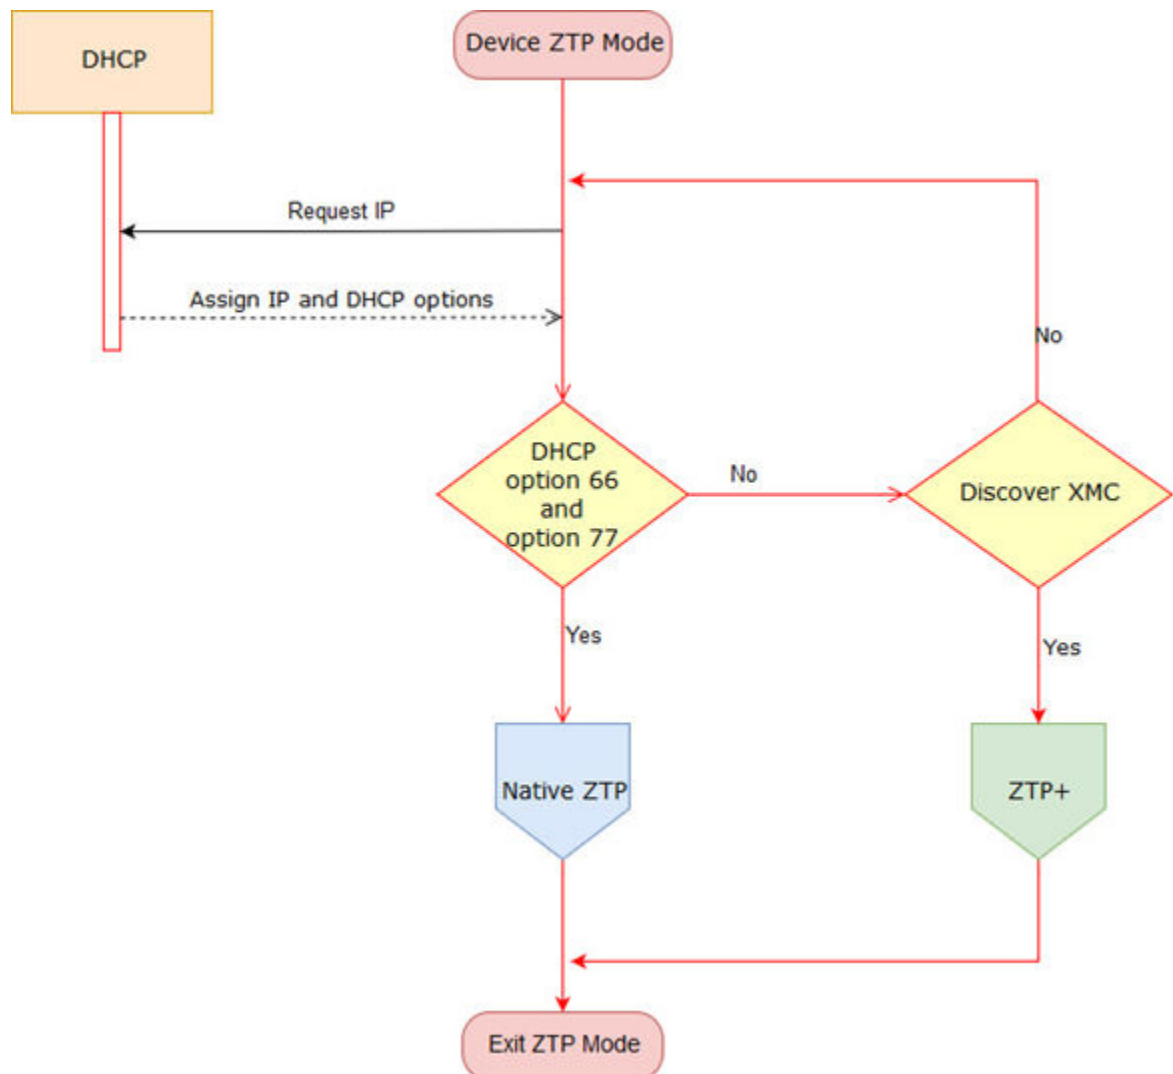 DHCP
Device ZTP Mode
Request IP
Assign IP and DHCP options
No
DHCP
option 66
and
option 77
No
Discover XMC
Yes
Yes
Native ZTP
ZTP+
Exit ZTP Mode